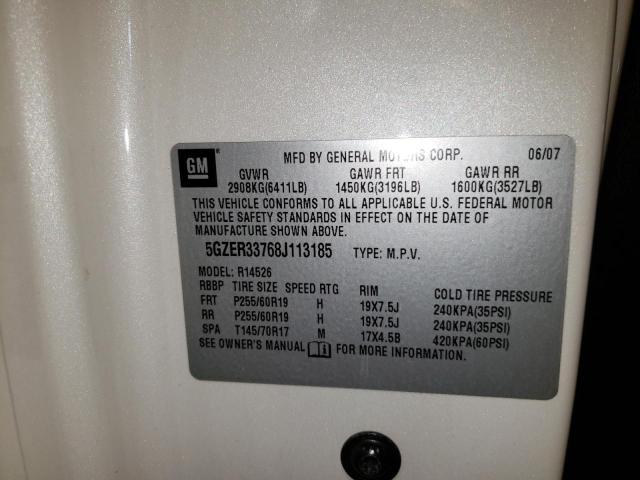 GM
MFD BY GENERAL MOTORS CORP. 06/07
GVWR GAWR FRT GAWR RR
2908KG(6411LB) 1450KG(3196LB) 1600KG(3527LB)
THIS VEHICLE CONFORMS TO ALL APPLICABLE U.S. FEDERAL MOTOR
VEHICLE SAFETY STANDARDS IN EFFECT ON THE DATE OF
MANUFACTURE SHOWN ABOVE.
5GZER33768J113185 TYPE: M.P.V.
MODEL: R14526
RBBP TIRE SIZE SPEED RTG RIM COLD TIRE PRESSURE
FRT P255/60R19 H 19X7.5J 240KPA(35PSI)
RR P255/60R19 H 19X7.5J 240KPA(35PSI)
SPA T145/70R17 M 17X4.5B 420KPA(60PSI)
SEE OWNER'S MANUAL FOR MORE INFORMATION.